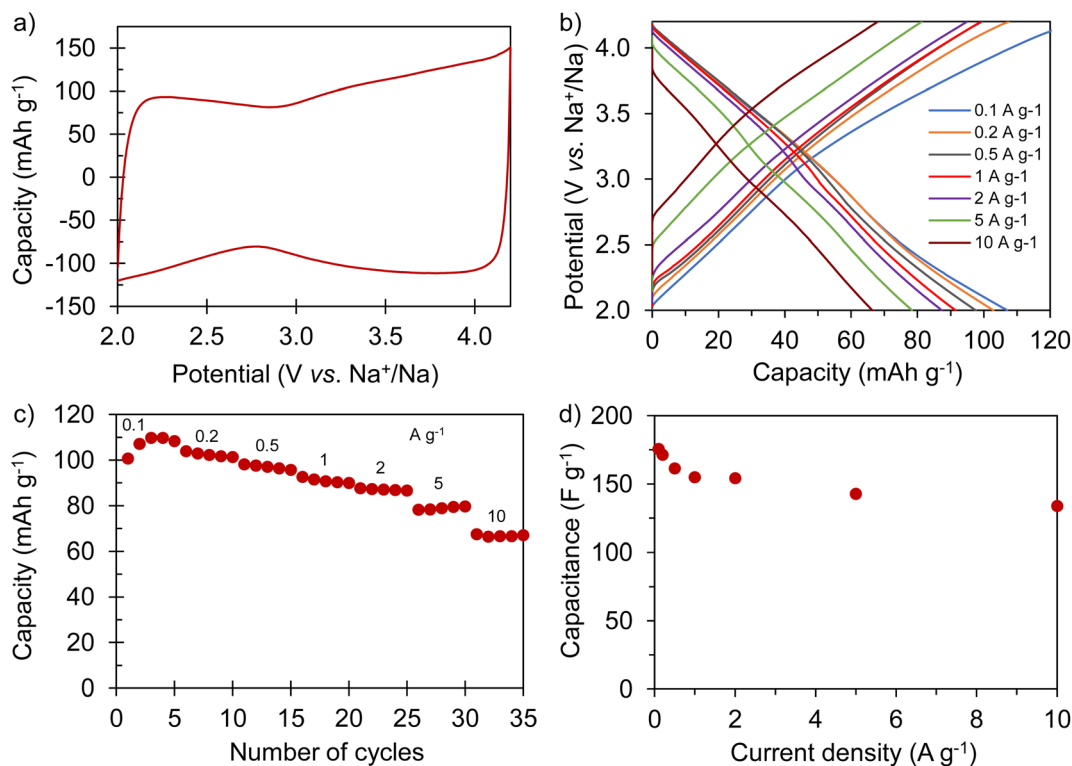 a)
Capacity (mAh g⁻¹)
150
100
50
0
-50
-100
-150
2.0 2.5 3.0 3.5 4.0
Potential (V vs. Na⁺/Na)
b)
Potential (V vs. Na⁺/Na)
4.0
3.5
3.0
2.5
2.0
0 20 40 60 80 100 120
Capacity (mAh g⁻¹)
0.1 A g-1
0.2 A g-1
0.5 A g-1
1 A g-1
2 A g-1
5 A g-1
10 A g-1
c)
Capacity (mAh g⁻¹)
120
100
80
60
40
20
0
0.1 0.2 0.5 1 2 5 10
A g⁻¹
0 5 10 15 20 25 30 35
Number of cycles
d)
Capacitance (F g⁻¹)
200
150
100
50
0
0 2 4 6 8 10
Current density (A g⁻¹)